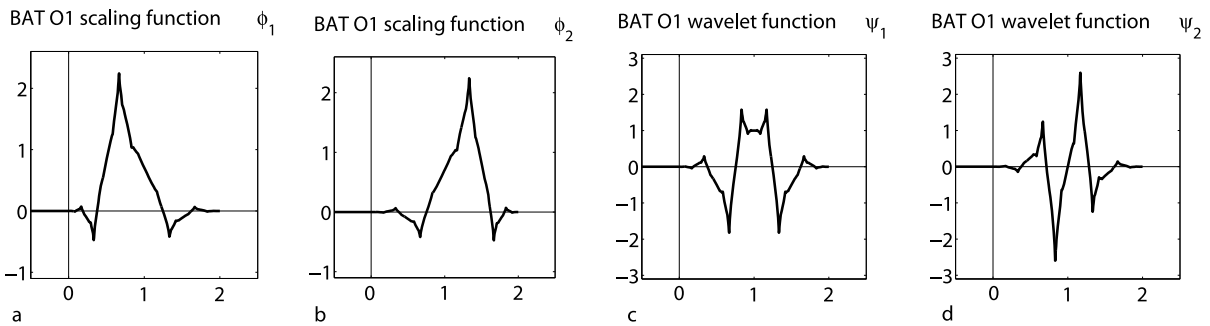 BAT O1 scaling function ϕ1
2
1
0
−1
0 1 2
a
BAT O1 scaling function ϕ2
2
1
0
−1
0 1 2
b
BAT O1 wavelet function ψ1
3
2
1
0
−1
−2
−3
0 1 2
c
BAT O1 wavelet function ψ2
3
2
1
0
−1
−2
−3
0 1 2
d